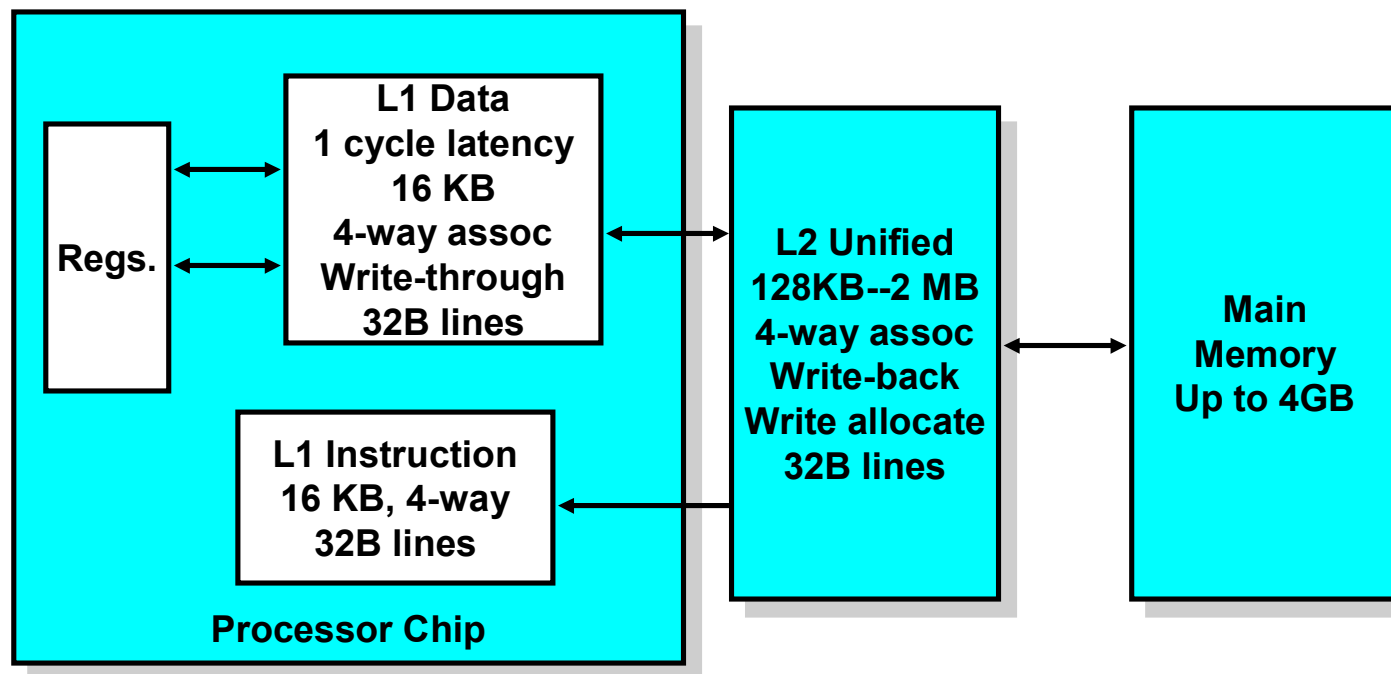 L1 Data
1 cycle latency
16 KB
4-way assoc
Write-through
32B lines
Regs.
L1 Instruction
16 KB, 4-way
32B lines
Processor Chip
L2 Unified
128KB--2 MB
4-way assoc
Write-back
Write allocate
32B lines
Main
Memory
Up to 4GB